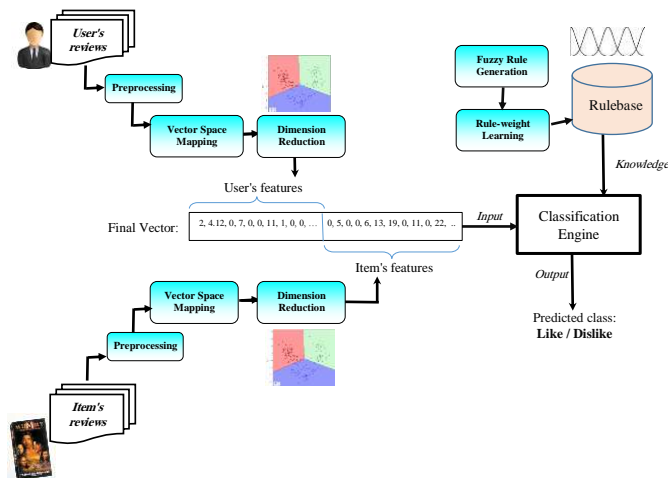 User's
reviews
Preprocessing
Vector Space
Mapping
Dimension
Reduction
User's features
Fuzzy Rule
Generation
Rule-weight
Learning
Rulebase
Knowledge
Final Vector:
2, 4.12, 0, 7, 0, 0, 11, 1, 0, 0, …
0, 5, 0, 0, 6, 13, 19, 0, 11, 0, 22, ..
Input
Classification
Engine
Item's features
Output
Predicted class:
Like / Dislike
Vector Space
Mapping
Dimension
Reduction
Preprocessing
Item's
reviews